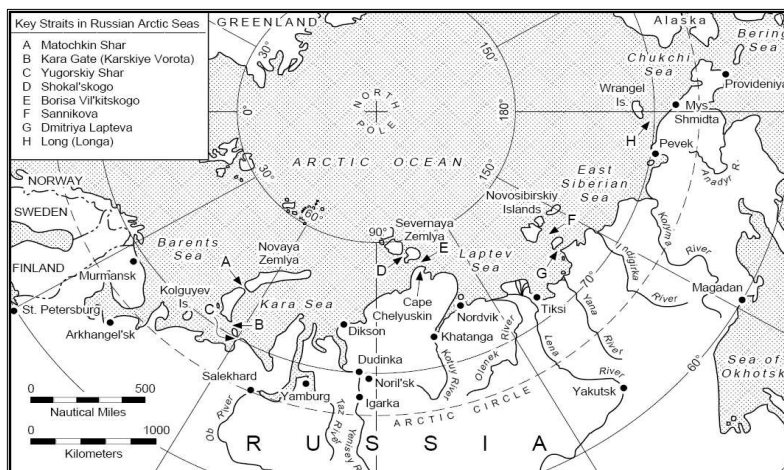 Key Straits in Russian Arctic Seas
A Matochkin Shar
B Kara Gate (Karskiye Vorota)
C Yugorskiy Shar
D Shokal'skogo
E Borisa Vil'kitskogo
F Sannikova
G Dmitriya Lapteva
H Long (Longa)
GREENLAND
30°
0°
30°
60°
90°
150°
180°
150°
NORTH
POLE
ARCTIC OCEAN
Alaska
Bering
Sea
Chukchi
Sea
Provideniya
Wrangel
Is.
Mys
Shmidta
H
Pevek
Anadyr R.
East
Siberian
Sea
Novosibirskiy
Islands
F
G
Kolyma
River
Indigirka
River
Magadan
Sea of
Okhotsk
NORWAY
SWEDEN
FINLAND
Barents
Sea
Novaya
Zemlya
A
Murmansk
Kolguyev
Is.
C
B
Kara Sea
St. Petersburg
Arkhangel'sk
Severnaya
Zemlya
D
E
Laptev
Sea
Cape
Chelyuskin
Nordvik
Khatanga
Kotuy River
Olenek River
Tiksi
Lena
River
Yana
River
70°
60°
Yakutsk
Dikson
Dudinka
Noril'sk
Igarka
Salekhard
Yamburg
Ob River
Taz River
Yenisey R.
ARCTIC CIRCLE
RUSSIA
0 500
Nautical Miles
0 1000
Kilometers